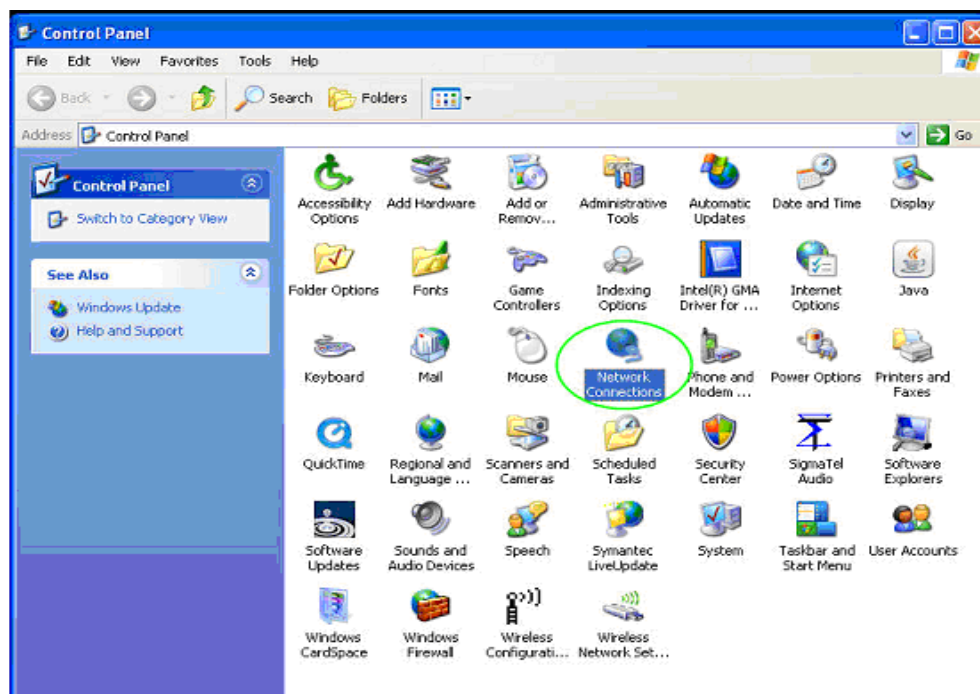 Control Panel
File Edit View Favorites Tools Help
Back Search Folders
Address Control Panel Go
Control Panel
Switch to Category View
See Also
Windows Update
Help and Support
Accessibility Options
Add Hardware
Add or Remov...
Administrative Tools
Automatic Updates
Date and Time
Display
Folder Options
Fonts
Game Controllers
Indexing Options
Intel(R) GMA Driver for ...
Internet Options
Java
Keyboard
Mail
Mouse
Network Connections
Phone and Modem ...
Power Options
Printers and Faxes
QuickTime
Regional and Language ...
Scanners and Cameras
Scheduled Tasks
Security Center
SigmaTel Audio
Software Explorers
Software Updates
Sounds and Audio Devices
Speech
Symantec LiveUpdate
System
Taskbar and Start Menu
User Accounts
Windows CardSpace
Windows Firewall
Wireless Configurati...
Wireless Network Set...